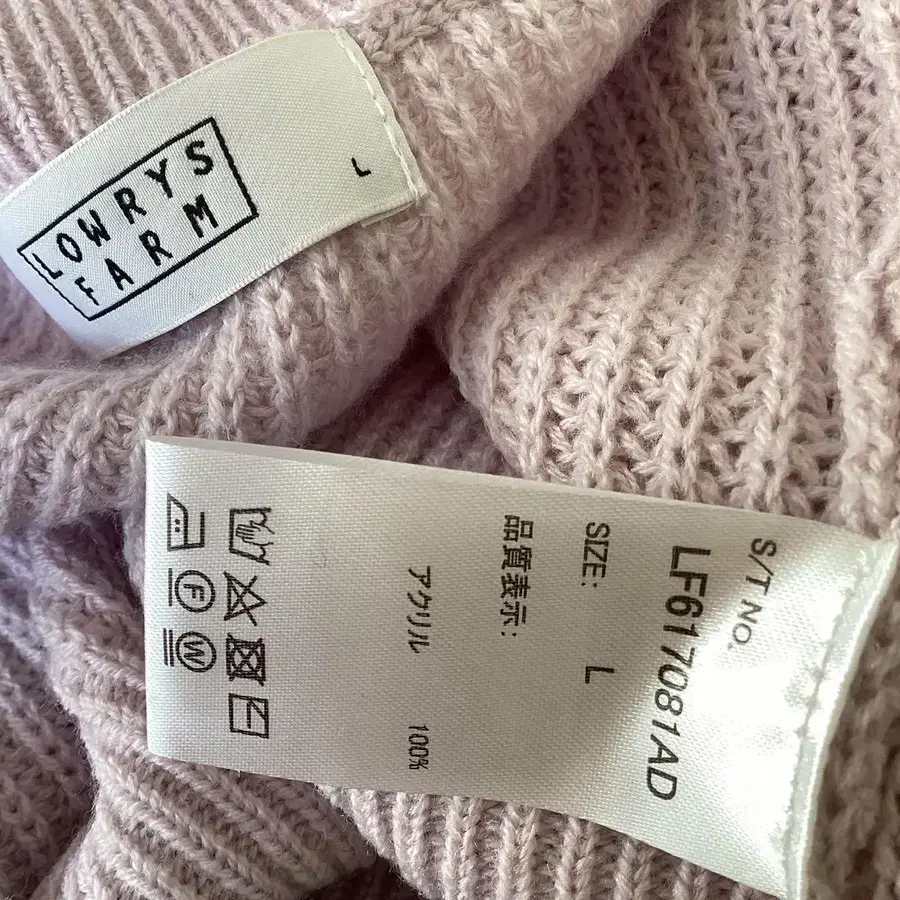 LOWRYS
FARM
L
S/T NO.
LF617081AD
SIZE: L
品質表示:
アクリル 100%
F
W